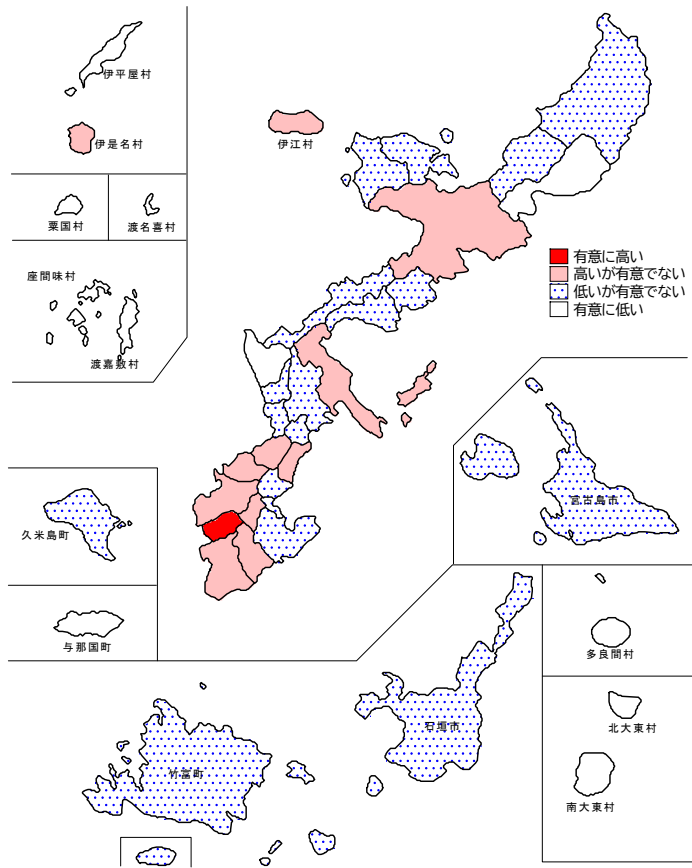 伊平屋村
伊是名村
伊江村
粟国村
渡名喜村
座間味村
渡嘉敷村
有意に高い
高いが有意でない
低いが有意でない
有意に低い
久米島町
宮古島市
与那国町
多良間村
石垣市
北大東村
竹富町
南大東村